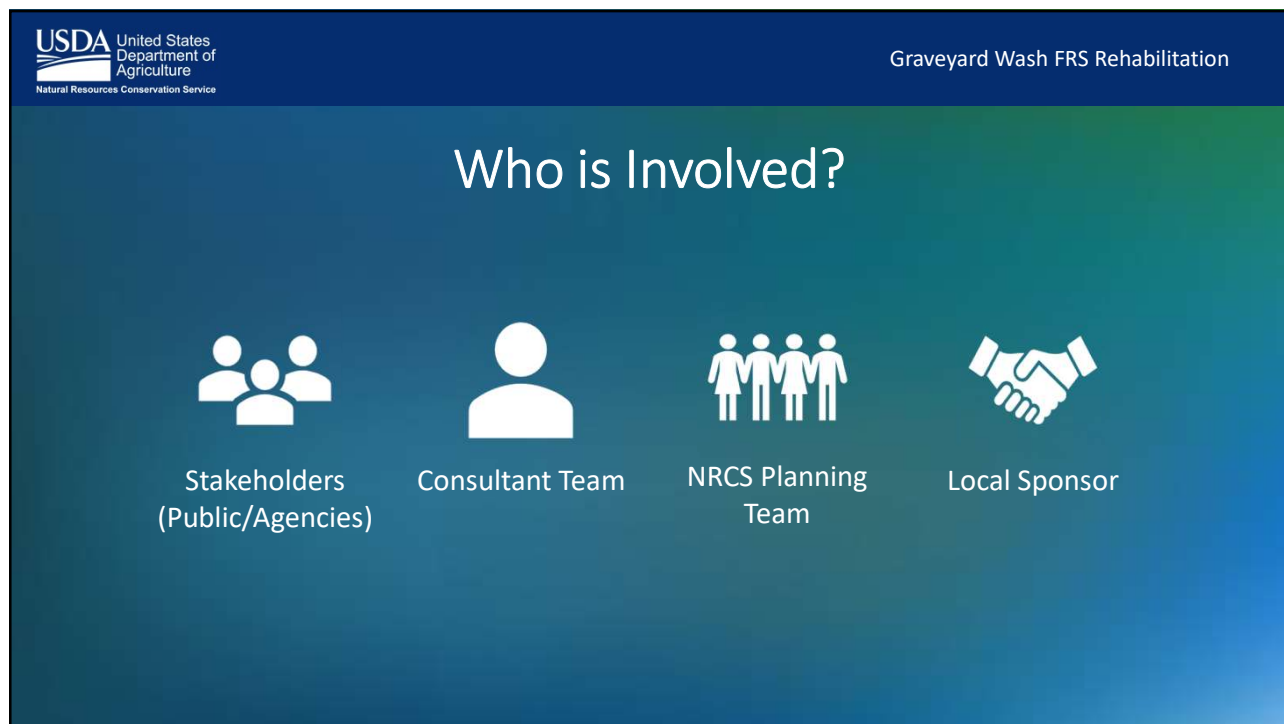 USDA
United States
Department of
Agriculture
Natural Resources Conservation Service
Graveyard Wash FRS Rehabilitation
Who is Involved?
Stakeholders
(Public/Agencies)
Consultant Team
NRCS Planning
Team
Local Sponsor